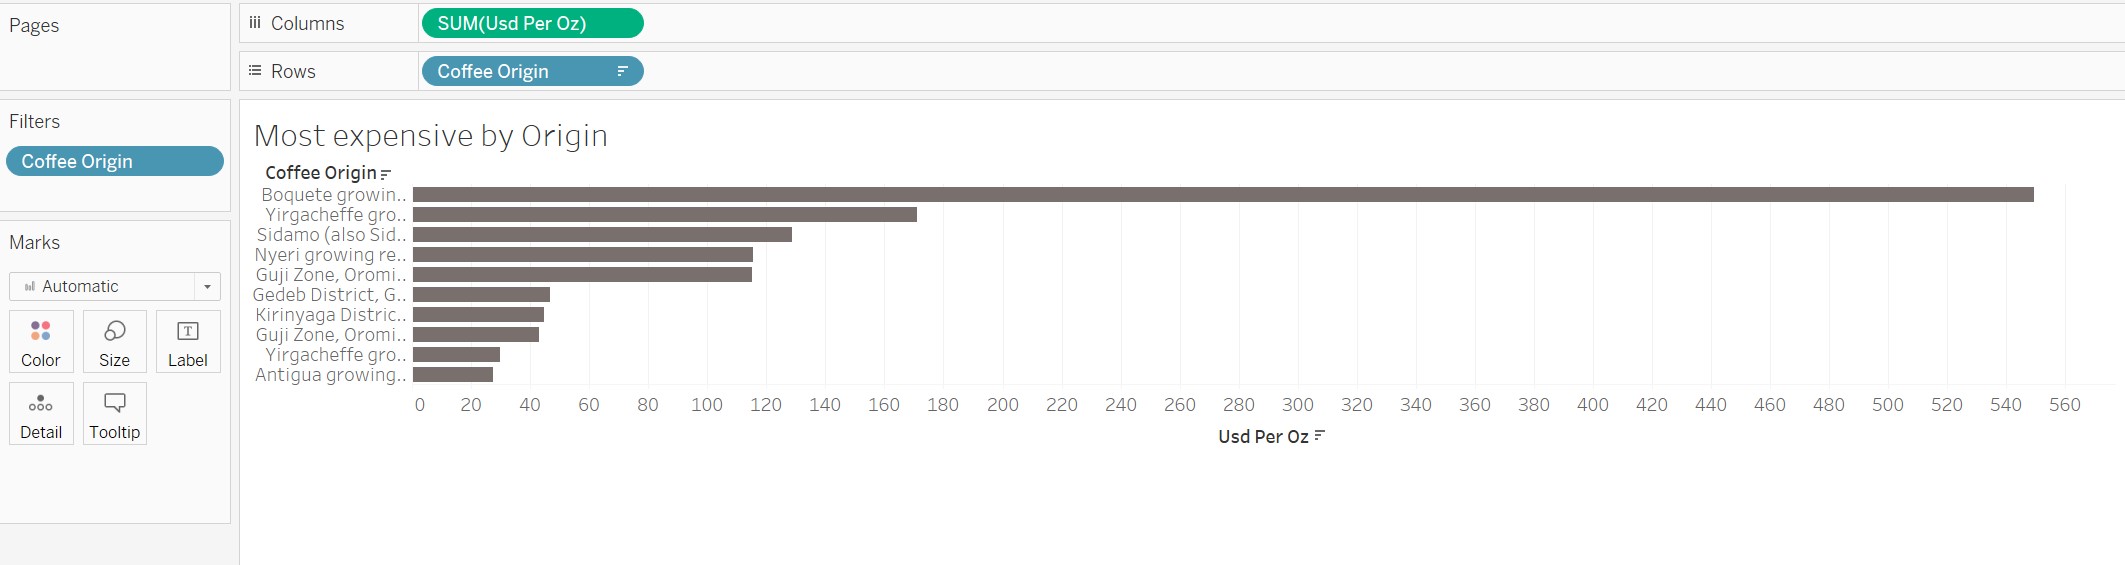 Pages
Columns
SUM(Usd Per Oz)
Rows
Coffee Origin
Filters
Coffee Origin
Marks
Automatic
Color
Size
Label
Detail
Tooltip
Most expensive by Origin
Coffee Origin
Boquete growin..
Yirgacheffe gro..
Sidamo (also Sid..
Nyeri growing re..
Guji Zone, Oromi..
Gedeb District, G..
Kirinyaga Distric..
Guji Zone, Oromi..
Yirgacheffe gro..
Antigua growing..
0 20 40 60 80 100 120 140 160 180 200 220 240 260 280 300 320 340 360 380 400 420 440 460 480 500 520 540 560
Usd Per Oz